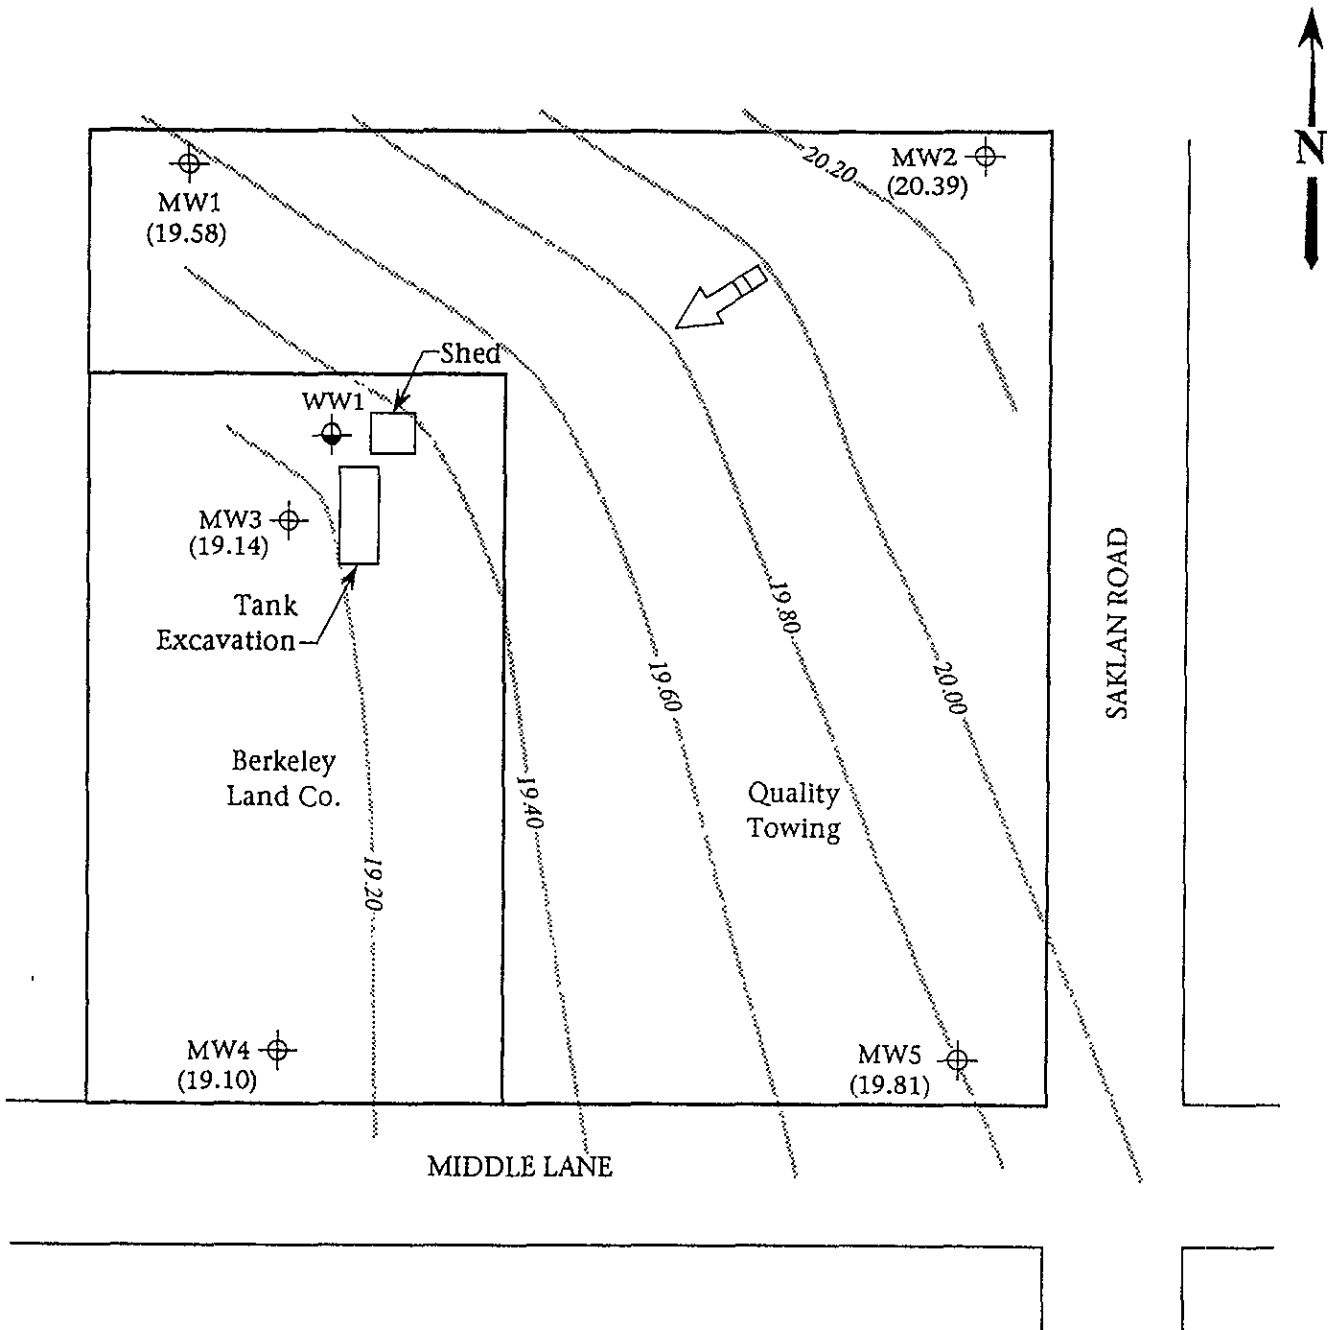 N
MW1
(19.58)
20.20
MW2
(20.39)
Shed
WW1
MW3
(19.14)
Tank
Excavation
19.80
19.60
20.00
SAKLAN ROAD
Berkeley
Land Co.
19.40
Quality
Towing
19.20
MW4
(19.10)
MW5
(19.81)
MIDDLE LANE